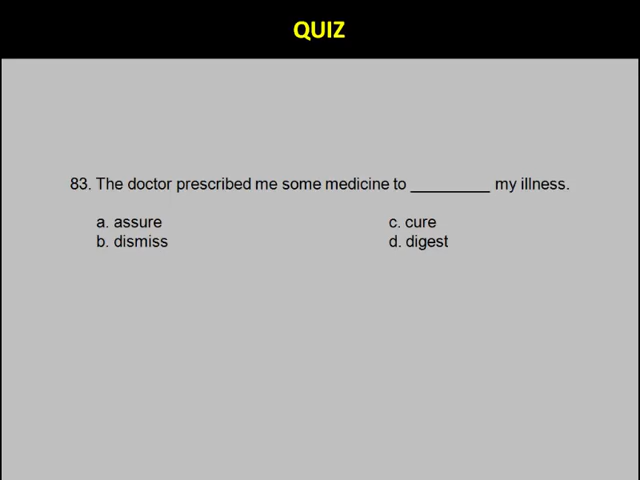 QUIZ
83. The doctor prescribed me some medicine to _________ my illness.
a. assure
c. cure
b. dismiss
d. digest